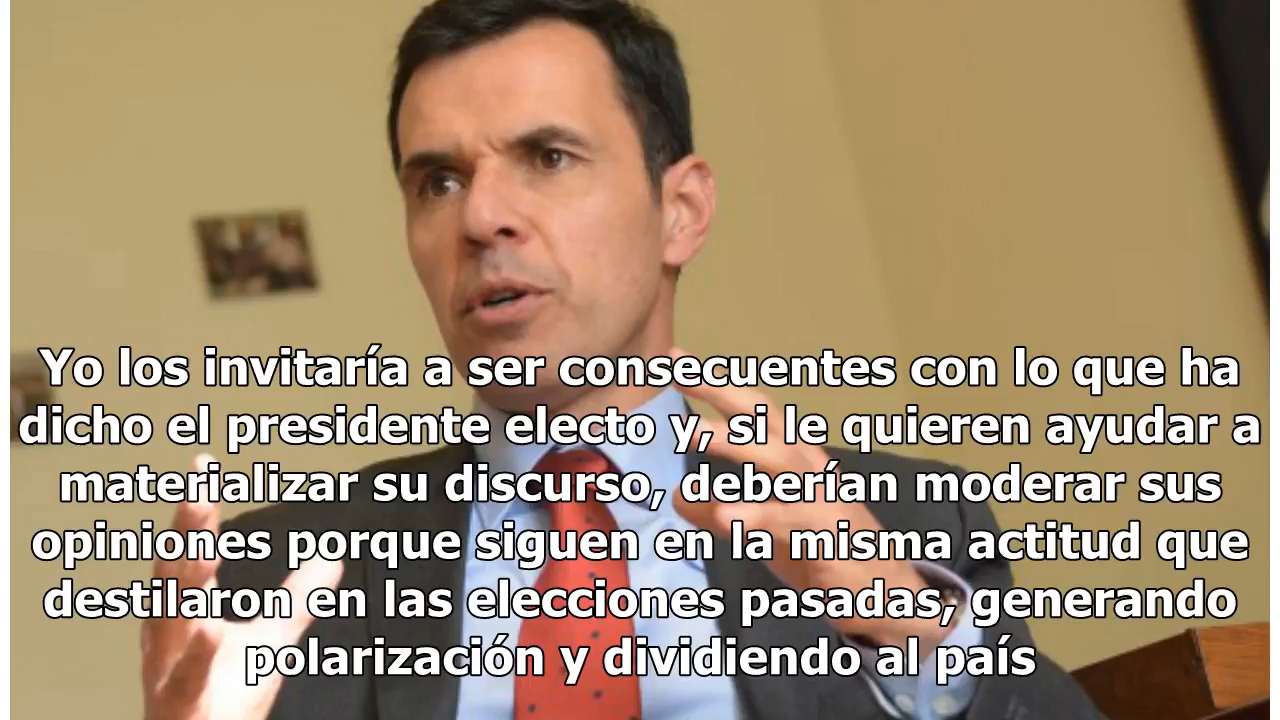 Yo los invitaría a ser consecuentes con lo que ha
dicho el presidente electo y, si le quieren ayudar a
materializar su discurso, deberían moderar sus
opiniones porque siguen en la misma actitud que
destilaron en las elecciones pasadas, generando
polarización y dividiendo al país